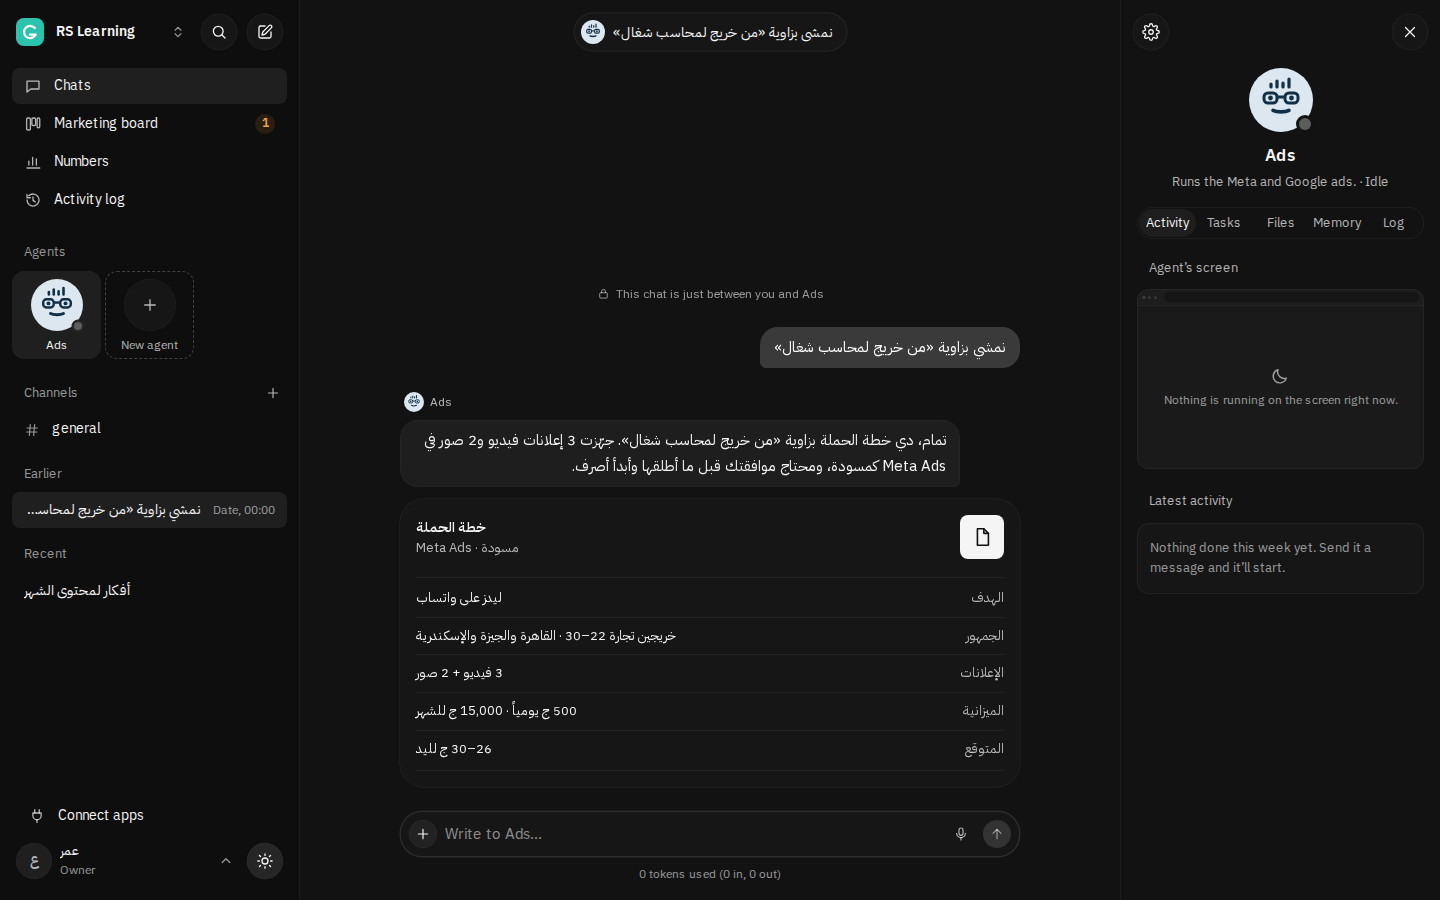 RS Learning
Chats
Marketing board 1
Numbers
Activity log
Agents
Ads
New agent
Channels
general
Earlier
نمشي بزاوية «من خريج لمحاسب...
Date, 00:00
Recent
أفكار لمحتوى الشهر
Connect apps
ع
عمر
Owner
نمشي بزاوية «من خريج لمحاسب شغال»
This chat is just between you and Ads
نمشي بزاوية «من خريج لمحاسب شغال»
Ads
تمام، دي خطة الحملة بزاوية «من خريج لمحاسب شغال». جهزت 3 إعلانات فيديو و2 صور في
Meta Ads كمسودة، ومحتاج موافقتك قبل ما أطلقها وأبدأ أصرف.
خطة الحملة
Meta Ads · مسودة
الهدف ليدز على واتساب
الجمهور خريجين تجارة 22–30 · القاهرة والجيزة والإسكندرية
الإعلانات 3 فيديو + 2 صور
الميزانية 500 ج يومياً · 15,000 ج للشهر
المتوقع 26–30 ج لليد
Write to Ads...
0 tokens used (0 in, 0 out)
Ads
Runs the Meta and Google ads. · Idle
Activity Tasks Files Memory Log
Agent's screen
Nothing is running on the screen right now.
Latest activity
Nothing done this week yet. Send it a
message and it'll start.